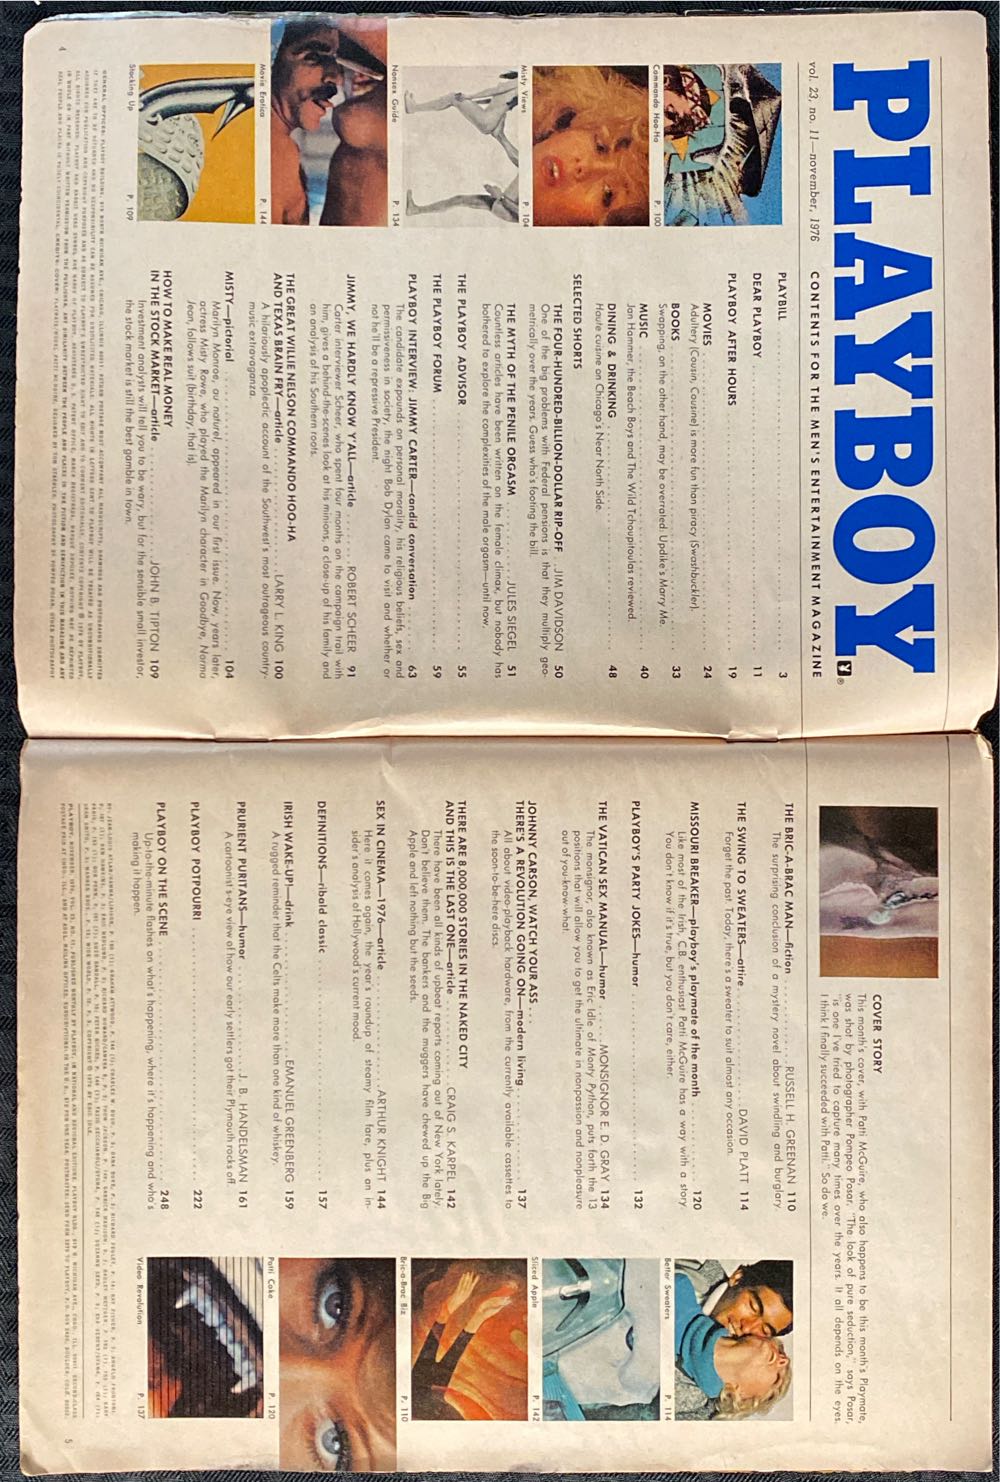 PLAYBOY
vol. 23, no. 11—november, 1976
CONTENTS FOR THE MEN'S ENTERTAINMENT MAGAZINE
PLAYBILL 3
DEAR PLAYBOY 11
PLAYBOY AFTER HOURS 19
MOVIES 24
Adultery (Cousin, Cousine) is more fun than piracy (Swashbuckler).
BOOKS 33
Swapping, on the other hand, may be overrated. Updike's Marry Me.
MUSIC 40
Jan Hammer, the Beach Boys and The Wild Tchoupitoulas reviewed.
DINING & DRINKING 48
Haute cuisine on Chicago's Near North Side.
SELECTED SHORTS
THE FOUR-HUNDRED-BILLION-DOLLAR RIP-OFF JIM DAVIDSON 50
One of the big problems with Federal pensions is that they multiply geo-
metrically over the years. Guess who's footing the bill.
THE MYTH OF THE PENILE ORGASM JULES SIEGEL 51
Countless articles have been written on the female climax, but nobody has
bothered to explore the complexities of the male orgasm—until now.
THE PLAYBOY ADVISOR 55
THE PLAYBOY FORUM 59
PLAYBOY INTERVIEW: JIMMY CARTER—candid conversation 63
The candidate expounds on personal morality, his religious beliefs, sex and
permissiveness in society, the night Bob Dylan came to visit and whether or
not he'll be a repressive President.
JIMMY, WE HARDLY KNOW Y'ALL—article ROBERT SCHEER 91
Carter interviewer Scheer, who spent four months on the campaign trail with
him, gives a behind-the-scenes look at his minions, a close-up of his family and
an analysis of his Southern roots.
THE GREAT WILLIE NELSON COMMANDO HOO-HA
AND TEXAS BRAIN FRY—article LARRY L. KING 100
A hilariously apoplectic account of the Southwest's most outrageous country-
music extravaganza.
MISTY—pictorial 104
Marilyn Monroe, au naturel, appeared in our first issue. Now, years later,
actress Misty Rowe, who played the Marilyn character in Goodbye, Norma
Jean, follows suit (birthday, that is).
HOW TO MAKE REAL MONEY
IN THE STOCK MARKET—article JOHN B. TIPTON 109
Investment analysts will tell you to be wary, but for the sensible small investor,
the stock market is still the best gamble in town.
Commando Hoo-Ha P. 100
Misty Views P. 104
Nonsex Guide P. 134
Movie Erotica P. 144
Stocking Up P. 109
4
COVER STORY
This month's cover, with Patti McGuire, who also happens to be this month's Playmate,
was shot by photographer Pompeo Posar. "The look of pure seduction," says Posar,
"is one I've tried to capture many times over the years. It all depends on the eyes.
I think I finally succeeded with Patti." So do we.
THE BRIC-A-BRAC MAN—fiction RUSSELL H. GREENAN 110
The surprising conclusion of a mystery novel about swindling and burglary.
THE SWING TO SWEATERS—attire DAVID PLATT 114
Forget the past. Today, there's a sweater to suit almost any occasion.
MISSOURI BREAKER—playboy's playmate of the month 120
Like most of the Irish, C.B. enthusiast Patti McGuire has a way with a story.
You don't know if it's true, but you don't care, either.
PLAYBOY'S PARTY JOKES—humor 132
THE VATICAN SEX MANUAL—humor MONSIGNOR E. D. GRAY 134
The monsignor, also known as Eric Idle of Monty Python, puts forth the 13
positions that will allow you to get the ultimate in nonpassion and nonpleasure
out of you-know-what.
JOHNNY CARSON, WATCH YOUR ASS
THERE'S A REVOLUTION GOING ON—modern living 137
All about video-playback hardware, from the currently available cassettes to
the soon-to-be-here discs.
THERE ARE 8,000,000 STORIES IN THE NAKED CITY
AND THIS IS THE LAST ONE—article CRAIG S. KARPEL 142
There have been all kinds of upbeat reports coming out of New York lately.
Don't believe them. The bankers and the muggers have chewed up the Big
Apple and left nothing but the seeds.
SEX IN CINEMA—1976—article ARTHUR KNIGHT 144
Here it comes again, the year's roundup of steamy film fare, plus an in-
sider's analysis of Hollywood's current mood.
DEFINITIONS—ribald classic 157
IRISH WAKE-UP!—drink EMANUEL GREENBERG 159
A rugged reminder that the Celts make more than one kind of whiskey.
PRURIENT PURITANS—humor J. B. HANDELSMAN 161
A cartoonist's-eye view of how our early settlers got their Plymouth rocks off.
PLAYBOY POTPOURRI 222
PLAYBOY ON THE SCENE 248
Up-to-the-minute flashes on what's happening, where it's happening and who's
making it happen.
Better Sweaters P. 114
Sliced Apple P. 142
Bric-a-Brac Biz P. 110
Patti Cake P. 120
Video Revolution P. 137
5